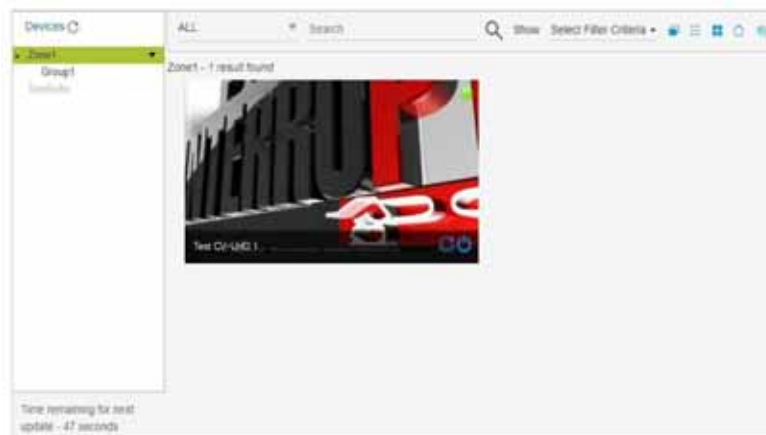 Devices
ALL
Search
Show Select Filter Criteria
Zone1
Group1
Zone1 - 1 result found
Time remaining for next
update - 47 seconds